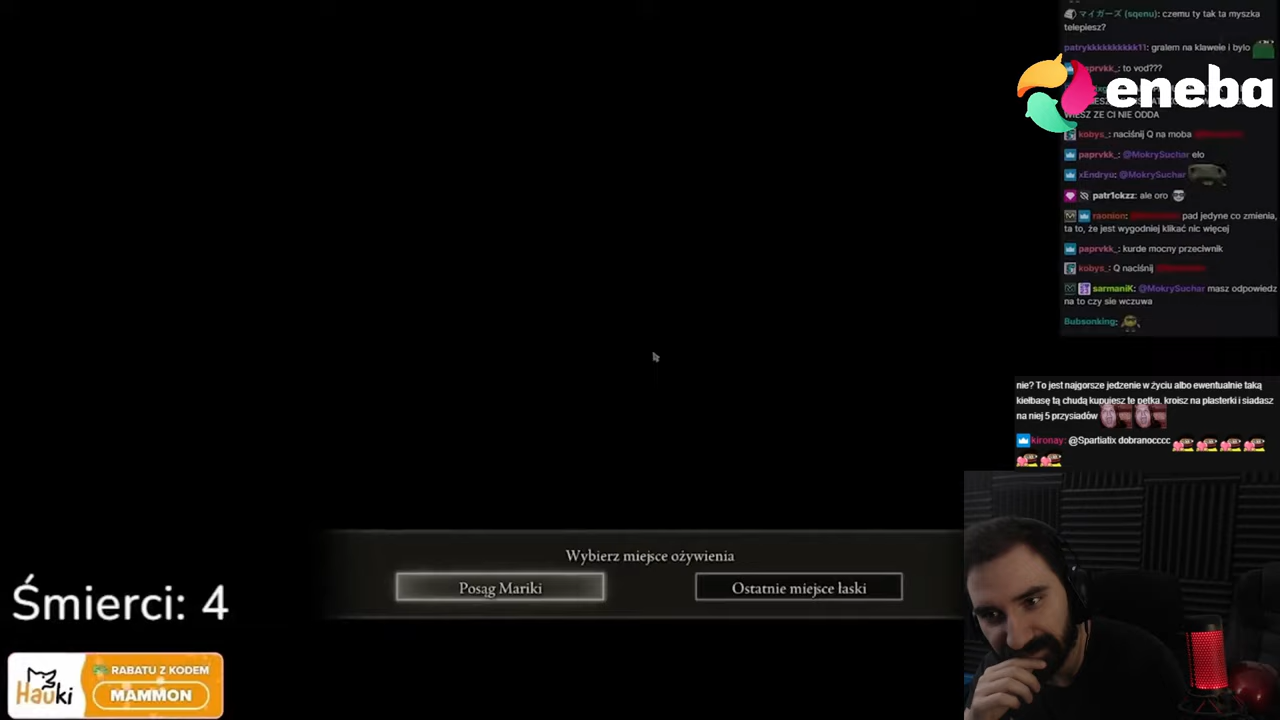 マイガーズ (sqenu): czemu ty tak ta myszka
telepiesz?
patrykkkkkkkkkk11: gralem na klaweie i bylo
paprvkk_: to vod???
eneba
WIESZ ZE CI NIE ODDA
kobys_: naciśnij Q na moba
paprvkk_: @MokrySuchar elo
xEndryu: @MokrySuchar
patr1ckzz: ale oro
raonion: pad jedyne co zmienia,
ta to, że jest wygodniej klikać nic więcej
paprvkk_: kurde mocny przeciwnik
kobys_: Q naciśnij
sarmaniK: @MokrySuchar masz odpowiedz
na to czy sie wczuwa
Bubsonking:
nie? To jest najgorsze jedzenie w życiu albo ewentualnie taką
kiełbasę tą chudą kupujesz te pętka, kroisz na plasterki i siadasz
na niej 5 przysiadów
kironay: @Spartiatix dobranocccc
Wybierz miejsce ożywienia
Posąg Mariki
Ostatnie miejsce łaski
Śmierci: 4
Hauki
RABATU Z KODEM
MAMMON